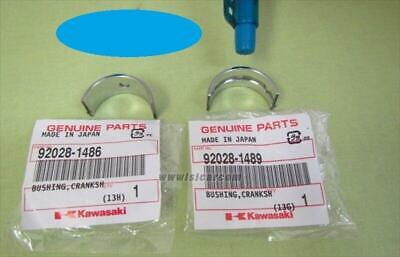 GENUINE PARTS
MADE IN JAPAN
92028-1486
BUSHING,CRANKSH
(13H) 1
Kawasaki
GENUINE PARTS
MADE IN JAPAN
92028-1489
BUSHING,CRANKSH
(13G) 1
Kawasaki